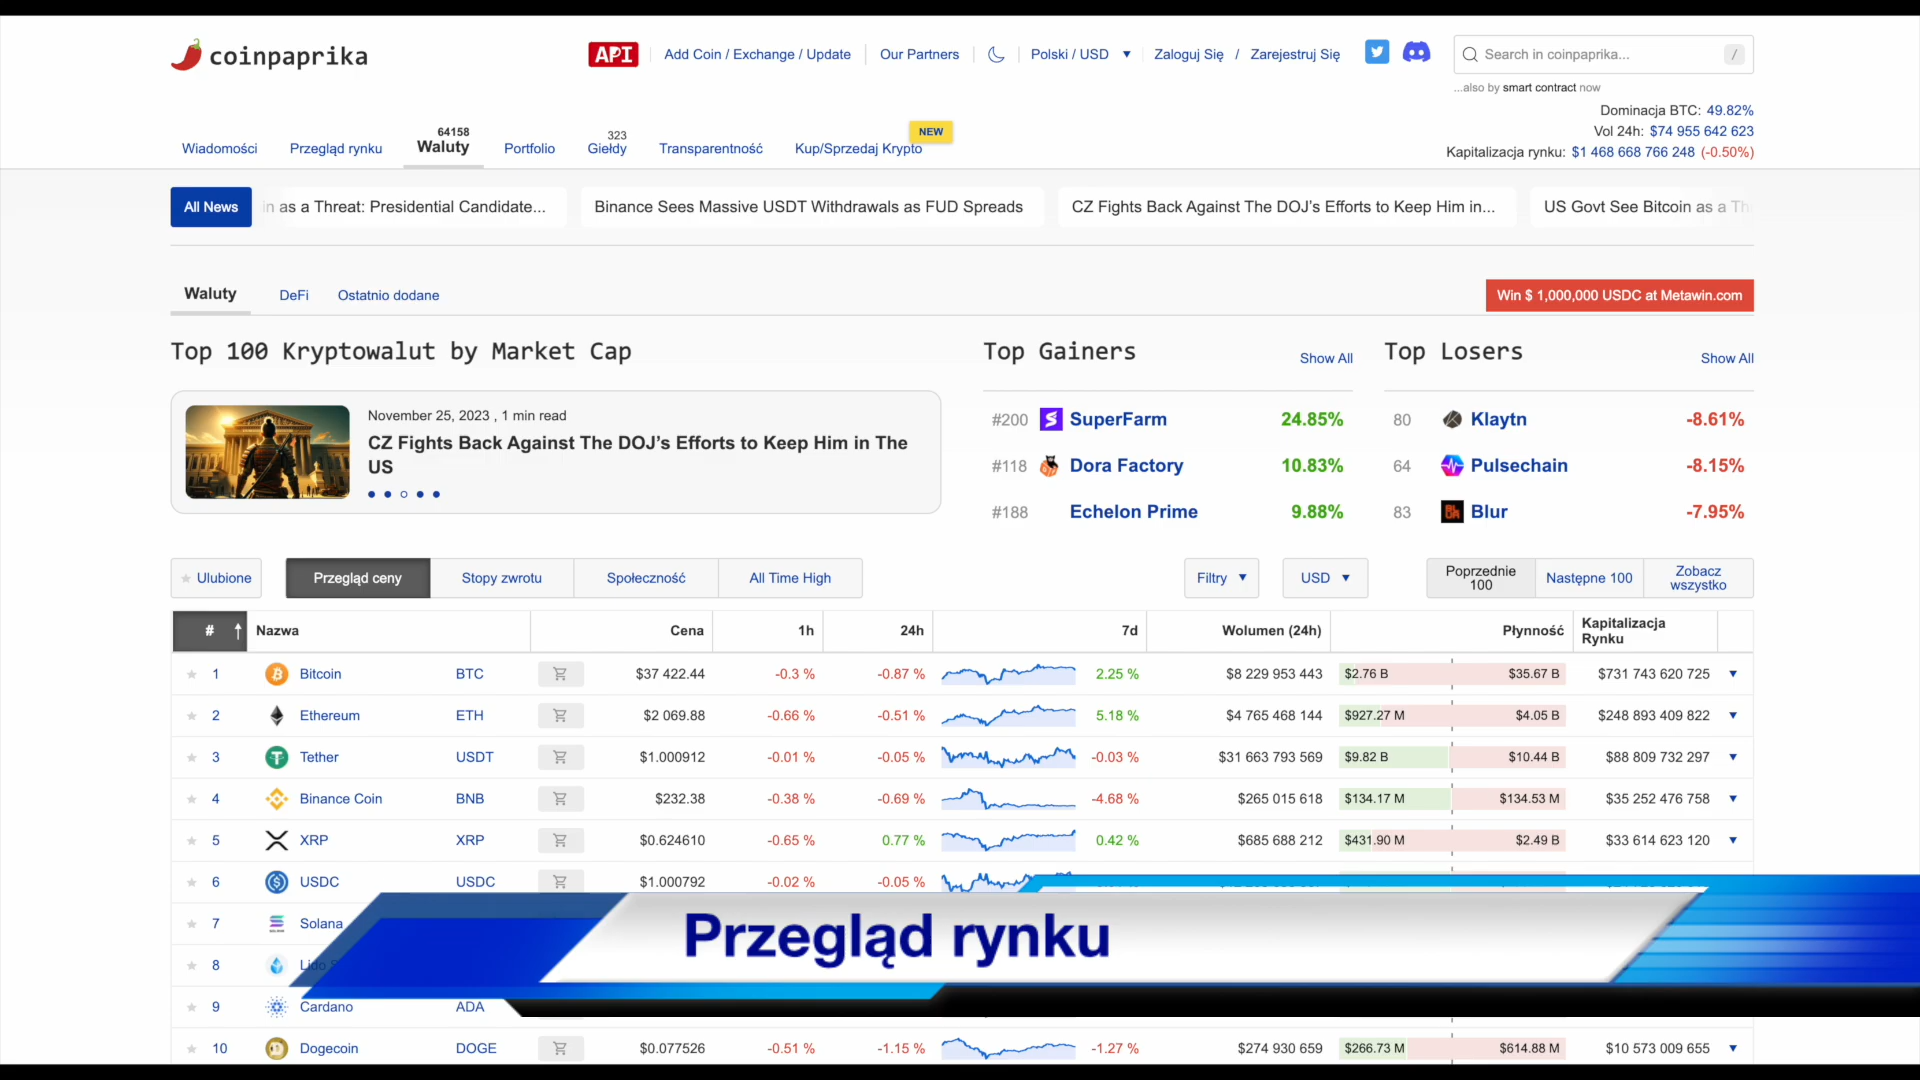 coinpaprika
API
Add Coin / Exchange / Update
Our Partners
Polski / USD ▼
Zaloguj Się / Zarejestruj Się
Search in coinpaprika... /
...also by smart contract now
Dominacja BTC: 49.82%
Vol 24h: $74 955 642 623
Kapitalizacja rynku: $1 468 668 766 248 (-0.50%)
Wiadomości
Przegląd rynku
64158
Waluty
Portfolio
323
Giełdy
Transparentność
Kup/Sprzedaj Krypto
NEW
All News
in as a Threat: Presidential Candidate...
Binance Sees Massive USDT Withdrawals as FUD Spreads
CZ Fights Back Against The DOJ's Efforts to Keep Him in...
US Govt See Bitcoin as a Th
Waluty
DeFi
Ostatnio dodane
Win $ 1,000,000 USDC at Metawin.com
Top 100 Kryptowalut by Market Cap
November 25, 2023 , 1 min read
CZ Fights Back Against The DOJ's Efforts to Keep Him in The
US
Top Gainers
Show All
#200 SuperFarm 24.85%
#118 Dora Factory 10.83%
#188 Echelon Prime 9.88%
Top Losers
Show All
80 Klaytn -8.61%
64 Pulsechain -8.15%
83 Blur -7.95%
Ulubione
Przegląd ceny
Stopy zwrotu
Społeczność
All Time High
Filtry ▼
USD ▼
Poprzednie
100
Następne 100
Zobacz
wszystko
# ↑ Nazwa Cena 1h 24h 7d Wolumen (24h) Płynność Kapitalizacja
Rynku
1 Bitcoin BTC $37 422.44 -0.3 % -0.87 % 2.25 % $8 229 953 443 $2.76 B $35.67 B $731 743 620 725
2 Ethereum ETH $2 069.88 -0.66 % -0.51 % 5.18 % $4 765 468 144 $927.27 M $4.05 B $248 893 409 822
3 Tether USDT $1.000912 -0.01 % -0.05 % -0.03 % $31 663 793 569 $9.82 B $10.44 B $88 809 732 297
4 Binance Coin BNB $232.38 -0.38 % -0.69 % -4.68 % $265 015 618 $134.17 M $134.53 M $35 252 476 758
5 XRP XRP $0.624610 -0.65 % 0.77 % 0.42 % $685 688 212 $431.90 M $2.49 B $33 614 623 120
6 USDC USDC $1.000792 -0.02 % -0.05 %
7 Solana
8 Lido
Przegląd rynku
9 Cardano ADA
10 Dogecoin DOGE $0.077526 -0.51 % -1.15 % -1.27 % $274 930 659 $266.73 M $614.88 M $10 573 009 655